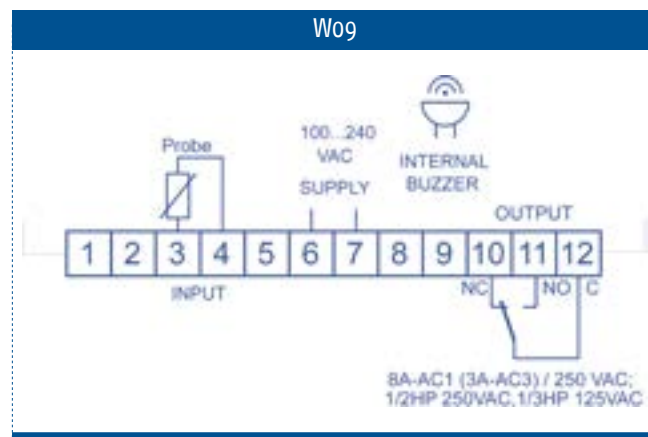 W09
100...240
VAC
Probe
SUPPLY
INTERNAL
BUZZER
OUTPUT
1 2 3 4 5 6 7 8 9 10 11 12
INPUT
NC NO C
8A-AC1 (3A-AC3) / 250 VAC;
1/2HP 250VAC,1/3HP 125VAC